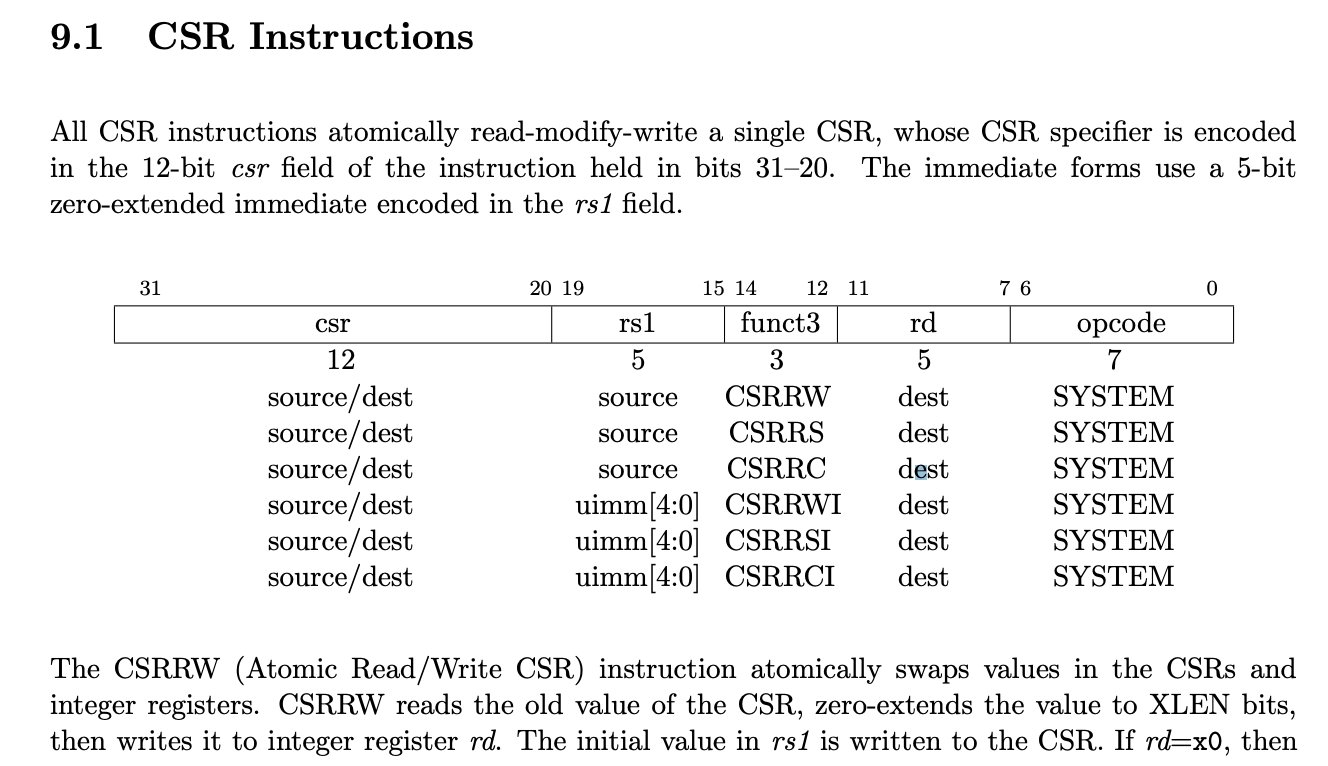 9.1 CSR Instructions
All CSR instructions atomically read-modify-write a single CSR, whose CSR specifier is encoded
in the 12-bit csr field of the instruction held in bits 31–20. The immediate forms use a 5-bit
zero-extended immediate encoded in the rs1 field.
31 20 19 15 14 12 11 7 6 0
csr rs1 funct3 rd opcode
12 5 3 5 7
source/dest source CSRRW dest SYSTEM
source/dest source CSRRS dest SYSTEM
source/dest source CSRRC dest SYSTEM
source/dest uimm[4:0] CSRRWI dest SYSTEM
source/dest uimm[4:0] CSRRSI dest SYSTEM
source/dest uimm[4:0] CSRRCI dest SYSTEM
The CSRRW (Atomic Read/Write CSR) instruction atomically swaps values in the CSRs and
integer registers. CSRRW reads the old value of the CSR, zero-extends the value to XLEN bits,
then writes it to integer register rd. The initial value in rs1 is written to the CSR. If rd=x0, then